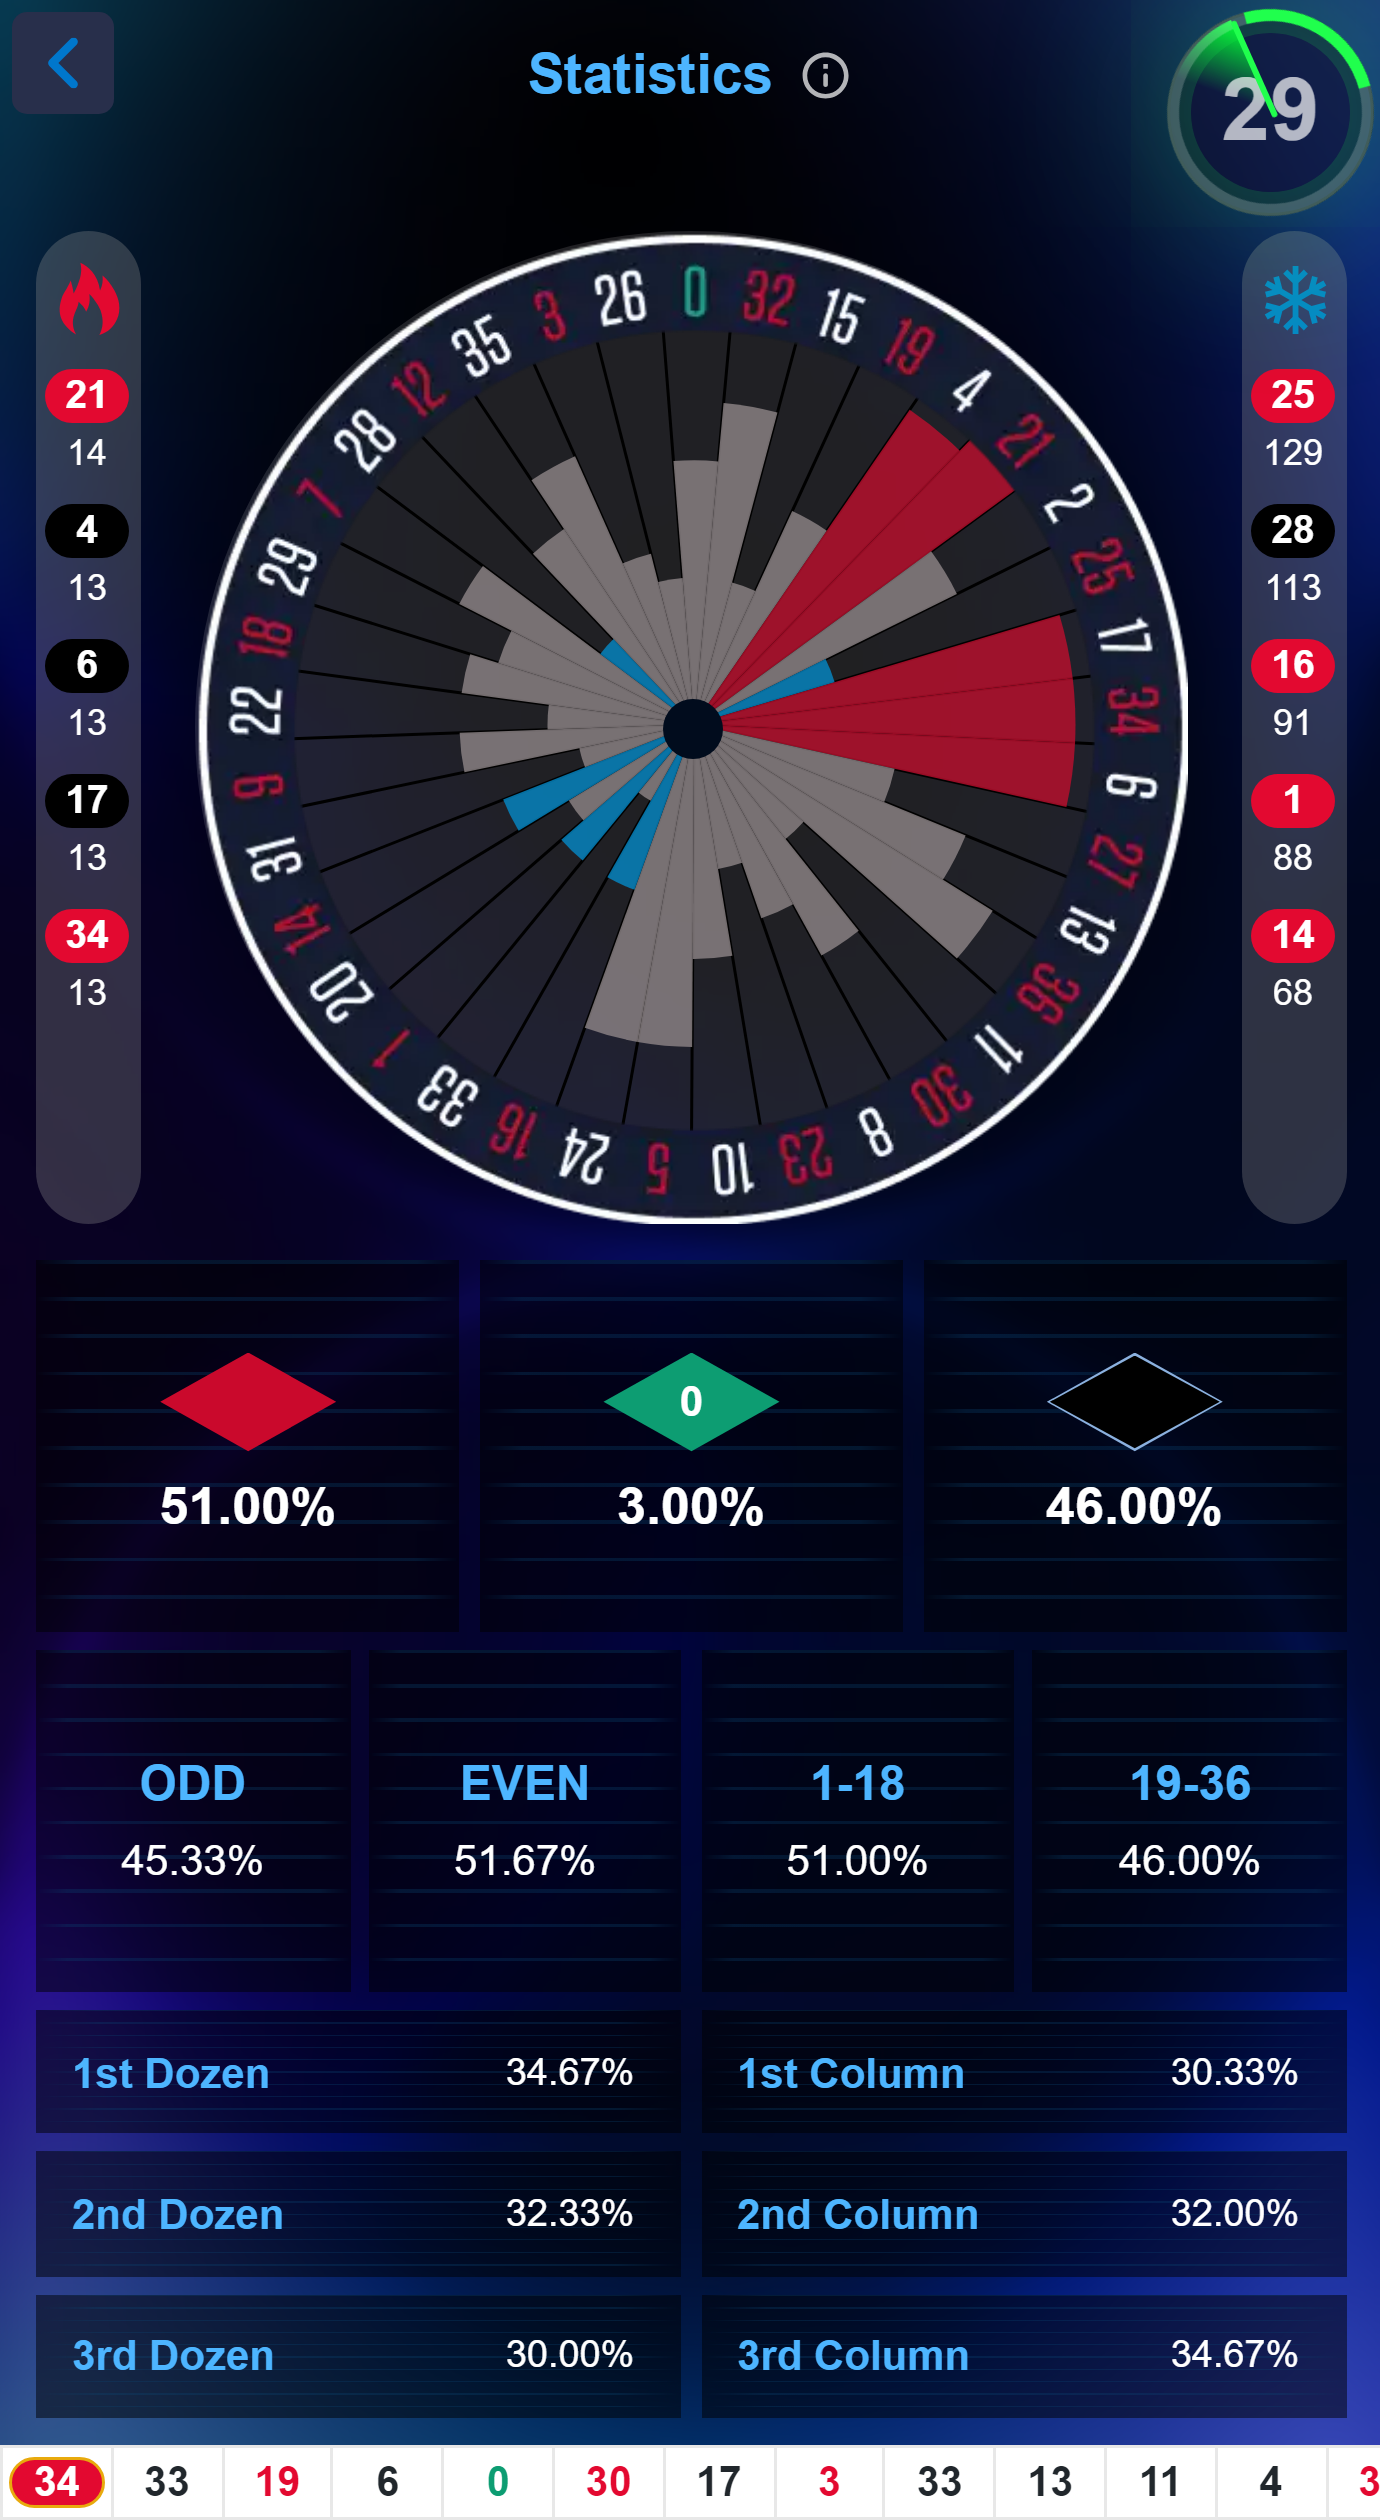 Statistics
29
21
14
4
13
6
13
17
13
34
13
0 32 15 19 4 21 2 25 17 34 6 27 13 36 11 30 8 23 10 5 24 16 33 1 20 14 31 9 22 18 29 7 28 12 35 3 26
25
129
28
113
16
91
1
88
14
68
0
51.00% 3.00% 46.00%
ODD EVEN 1-18 19-36
45.33% 51.67% 51.00% 46.00%
1st Dozen 34.67% 1st Column 30.33%
2nd Dozen 32.33% 2nd Column 32.00%
3rd Dozen 30.00% 3rd Column 34.67%
34 33 19 6 0 30 17 3 33 13 11 4 3